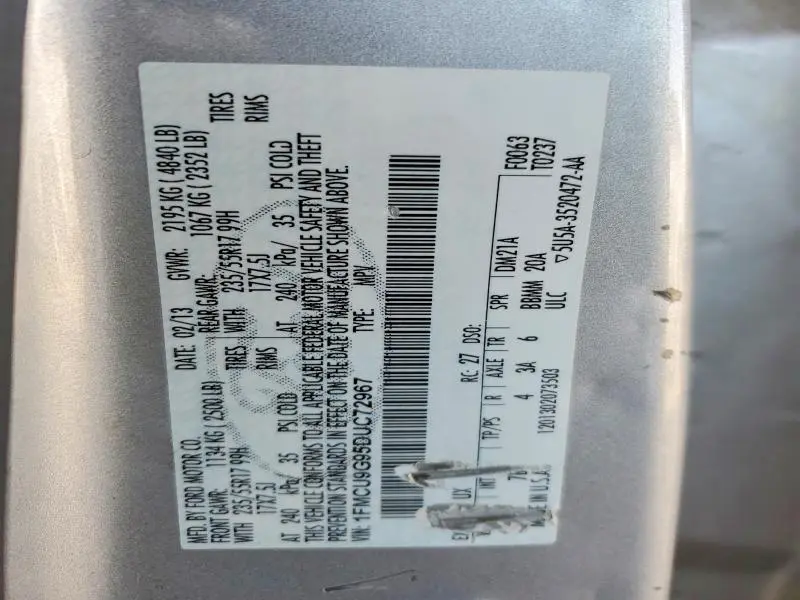 MFD. BY FORD MOTOR CO.
DATE: 02/13 GVWR: 2195 KG ( 4840 LB)
FRONT GAWR: 1134 KG (2500 LB) REAR GAWR: 1067 KG ( 2352 LB)
WITH 235/55R17 99H TIRES WITH 235/55R17 99H TIRES
17X7.5J RIMS 17X7.5J RIMS
AT 240 kPa/ 35 PSI COLD AT 240 kPa/ 35 PSI COLD
THIS VEHICLE CONFORMS TO ALL APPLICABLE FEDERAL MOTOR VEHICLE SAFETY AND THEFT
PREVENTION STANDARDS IN EFFECT ON THE DATE OF MANUFACTURE SHOWN ABOVE.
VIN: 1FMCU9G95DUC72967 TYPE: MPV
F0063
RC: 27 DSO: T0237
EX UX
INT TP/PS R AXLE TR SPR DM21A
7B 4 3A 6 BBMM 20A
MADE IN U.S.A. 1201302073503 ULC ▽5U5A-3520472-AA